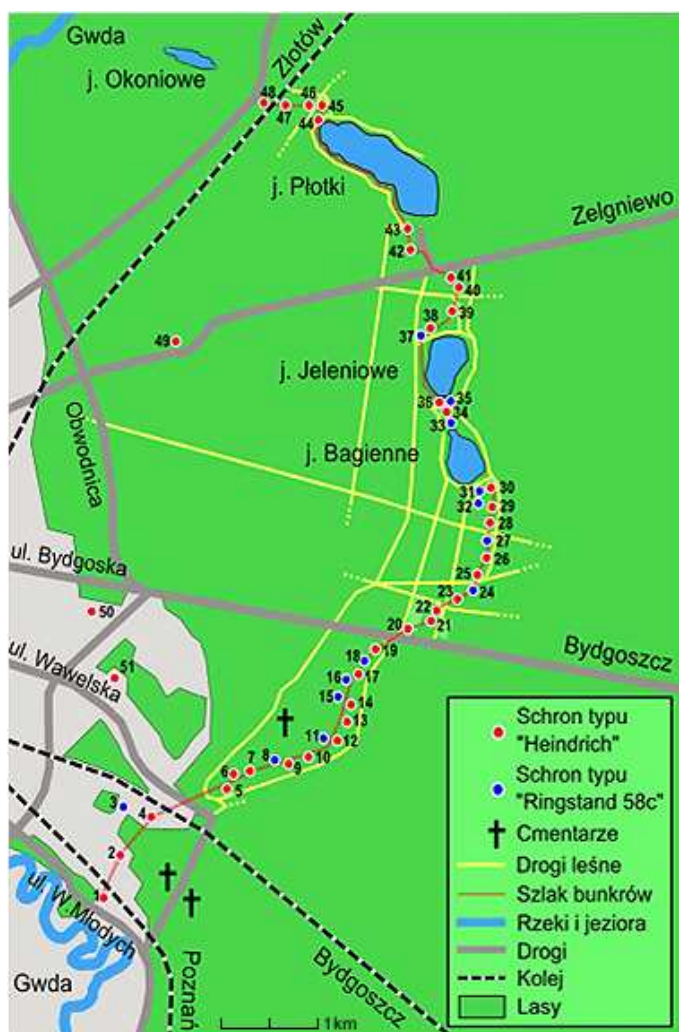 Gwda
j. Okoniowe
Złotów
48
47
46
45
44
j. Płotki
43
42
Zelgniewo
41
40
39
38
37
49
j. Jeleniowe
36
35
34
33
j. Bagienne
Obwodnica
31
30
32
29
28
27
26
25
24
ul. Bydgoska
23
22
21
20
Bydgoszcz
50
19
18
17
16
ul. Wawelska
51
15
14
13
12
11
10
9
8
7
6
5
4
3
2
1
ul. W.Młodych
Gwda
Poznań
Bydgoszcz
1km
Schron typu
"Heindrich"
Schron typu
"Ringstand 58c"
Cmentarze
Drogi leśne
Szlak bunkrów
Rzeki i jeziora
Drogi
Kolej
Lasy